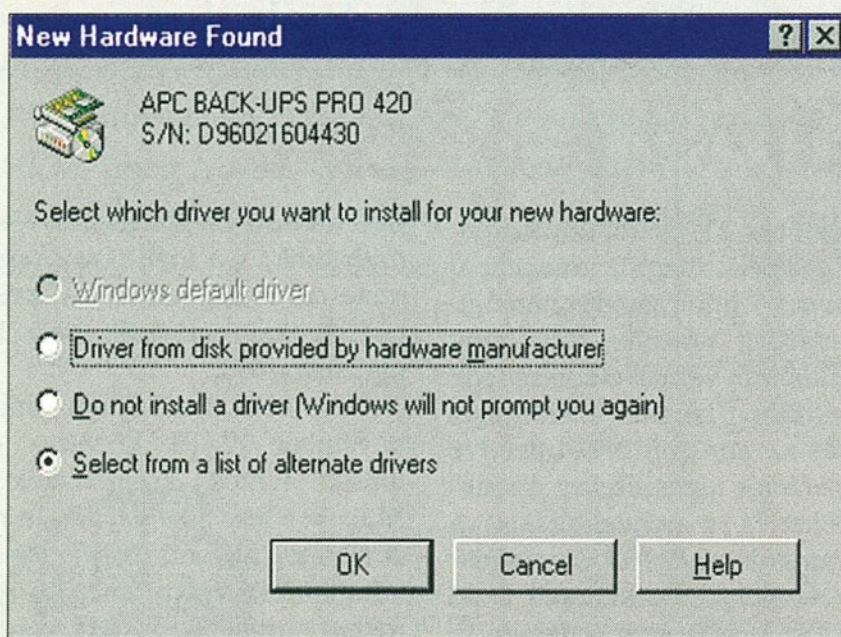 New Hardware Found
APC BACK-UPS PRO 420
S/N: D96021604430
Select which driver you want to install for your new hardware:
Windows default driver
Driver from disk provided by hardware manufacturer
Do not install a driver (Windows will not prompt you again)
Select from a list of alternate drivers
OK
Cancel
Help